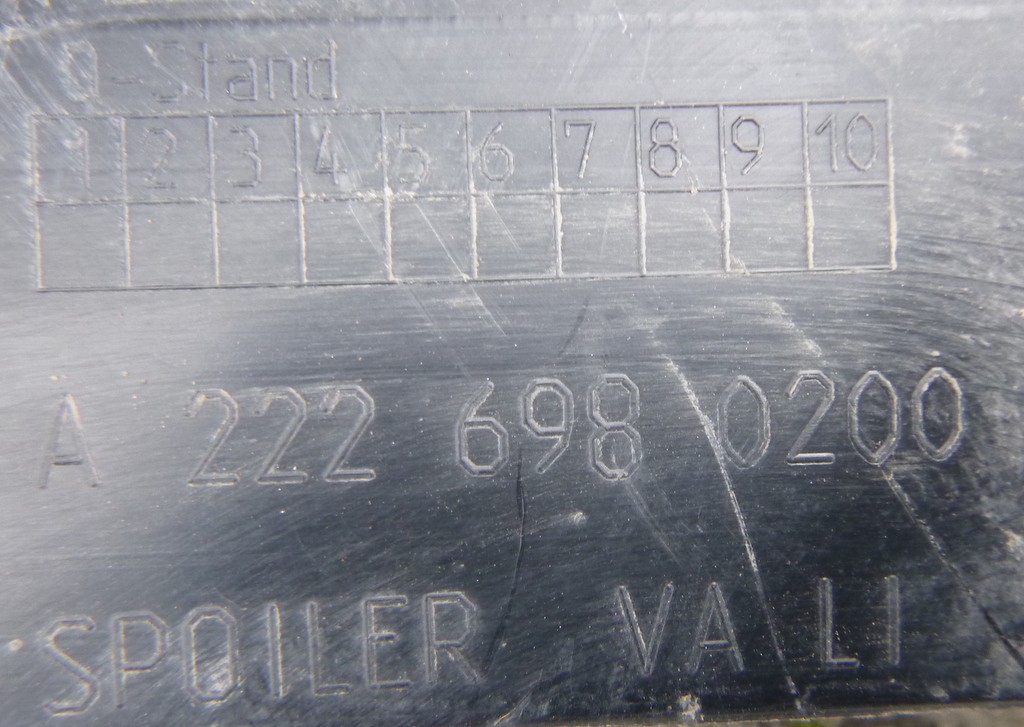 Q-Stand
1 2 3 4 5 6 7 8 9 10
A 222 698 0200
SPOILER VA LI